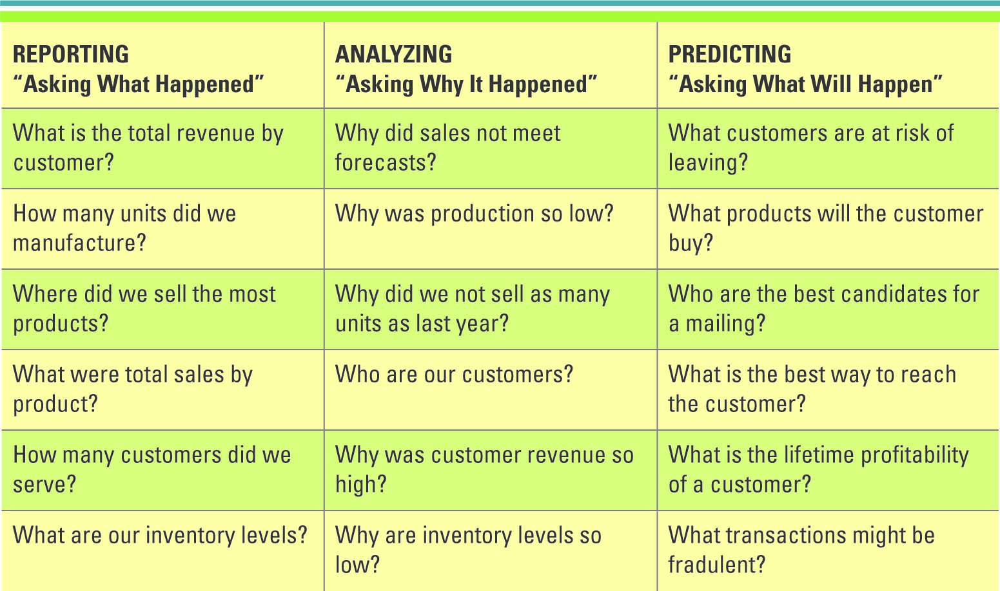 REPORTING
“Asking What Happened”
ANALYZING
“Asking Why It Happened”
PREDICTING
“Asking What Will Happen”
What is the total revenue by
customer?
Why did sales not meet
forecasts?
What customers are at risk of
leaving?
How many units did we
manufacture?
Why was production so low?
What products will the customer
buy?
Where did we sell the most
products?
Why did we not sell as many
units as last year?
Who are the best candidates for
a mailing?
What were total sales by
product?
Who are our customers?
What is the best way to reach
the customer?
How many customers did we
serve?
Why was customer revenue so
high?
What is the lifetime profitability
of a customer?
What are our inventory levels?
Why are inventory levels so
low?
What transactions might be
fradulent?